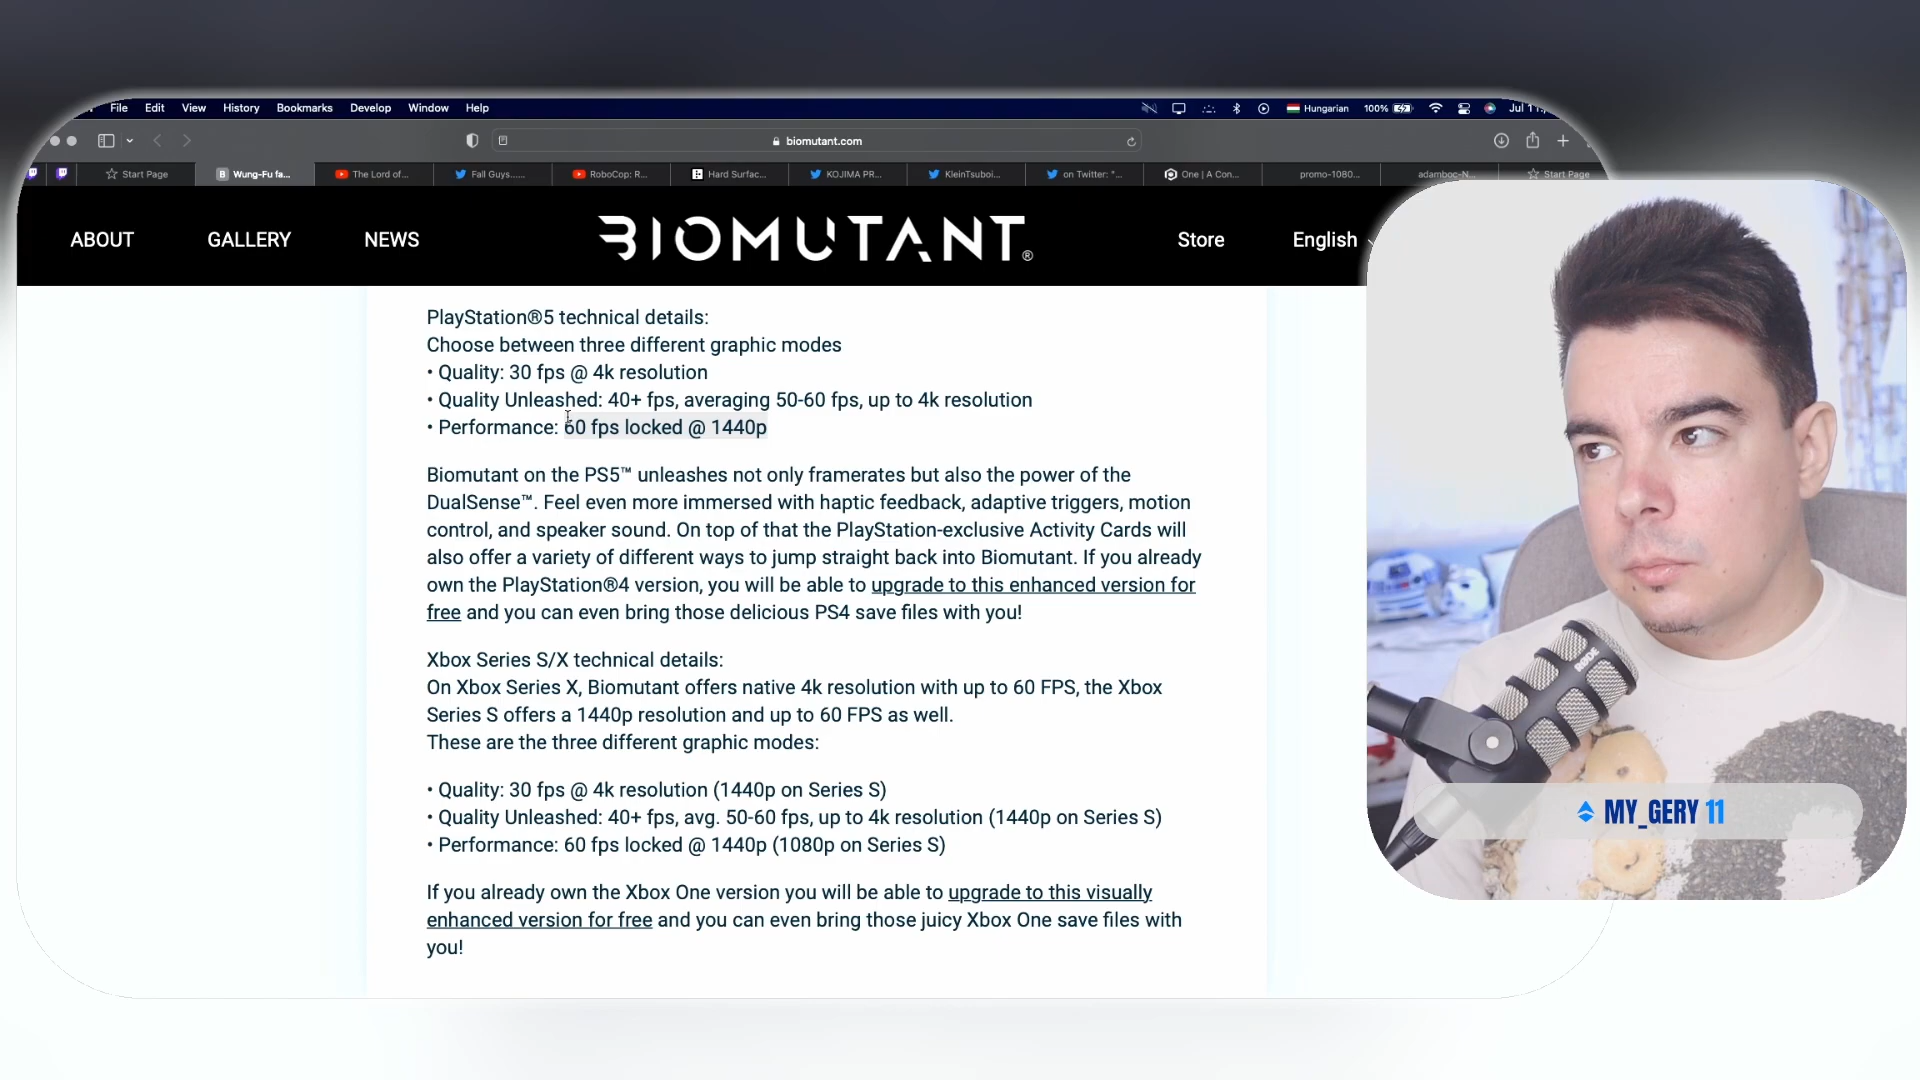 File Edit View History Bookmarks Develop Window Help Hungarian 100%
biomutant.com
Start Page Wung-Fu fa... The Lord of... Fall Guys...... RoboCop: R... Hard Surfac... KOJIMA PR... KleinTsuboi... on Twitter: "... One | A Con... promo-1080... adamboc-N... Start Page
ABOUT GALLERY NEWS BIOMUTANT® Store English
PlayStation®5 technical details:
Choose between three different graphic modes
• Quality: 30 fps @ 4k resolution
• Quality Unleashed: 40+ fps, averaging 50-60 fps, up to 4k resolution
• Performance: 60 fps locked @ 1440p
Biomutant on the PS5™ unleashes not only framerates but also the power of the
DualSense™. Feel even more immersed with haptic feedback, adaptive triggers, motion
control, and speaker sound. On top of that the PlayStation-exclusive Activity Cards will
also offer a variety of different ways to jump straight back into Biomutant. If you already
own the PlayStation®4 version, you will be able to upgrade to this enhanced version for
free and you can even bring those delicious PS4 save files with you!
Xbox Series S/X technical details:
On Xbox Series X, Biomutant offers native 4k resolution with up to 60 FPS, the Xbox
Series S offers a 1440p resolution and up to 60 FPS as well.
These are the three different graphic modes:
• Quality: 30 fps @ 4k resolution (1440p on Series S)
• Quality Unleashed: 40+ fps, avg. 50-60 fps, up to 4k resolution (1440p on Series S)
• Performance: 60 fps locked @ 1440p (1080p on Series S)
If you already own the Xbox One version you will be able to upgrade to this visually
enhanced version for free and you can even bring those juicy Xbox One save files with
you!
RØDE
MY_GERY 11